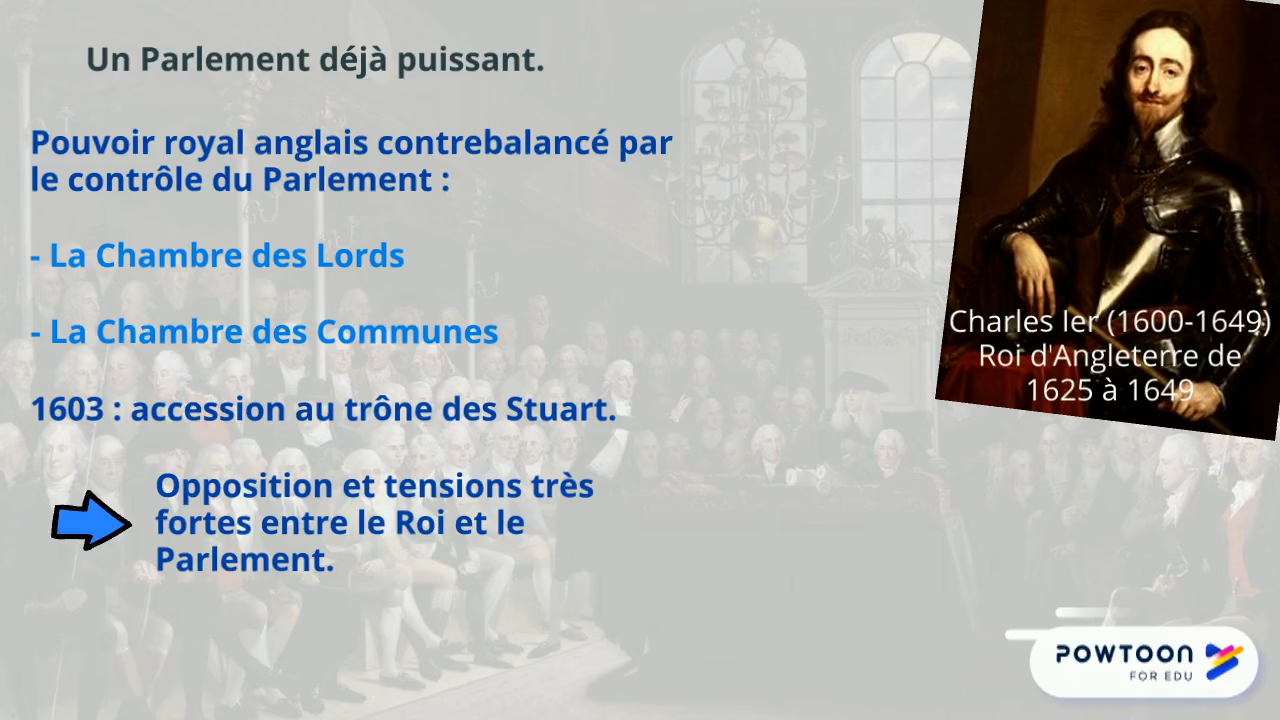 Un Parlement déjà puissant.
Pouvoir royal anglais contrebalancé par
le contrôle du Parlement :
- La Chambre des Lords
- La Chambre des Communes
1603 : accession au trône des Stuart.
Opposition et tensions très
fortes entre le Roi et le
Parlement.
Charles Ier (1600-1649)
Roi d'Angleterre de
1625 à 1649
POWTOON
FOR EDU